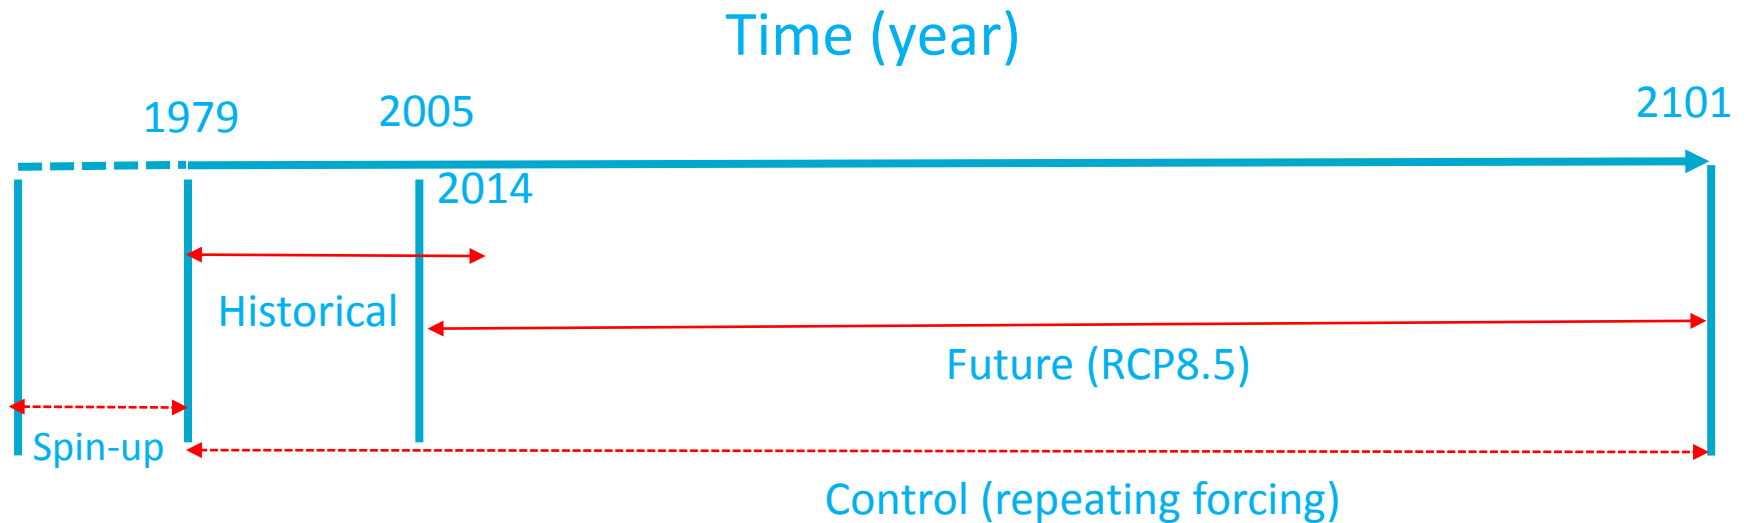 Time (year)
1979
2005
2101
2014
Historical
Future (RCP8.5)
Spin-up
Control (repeating forcing)